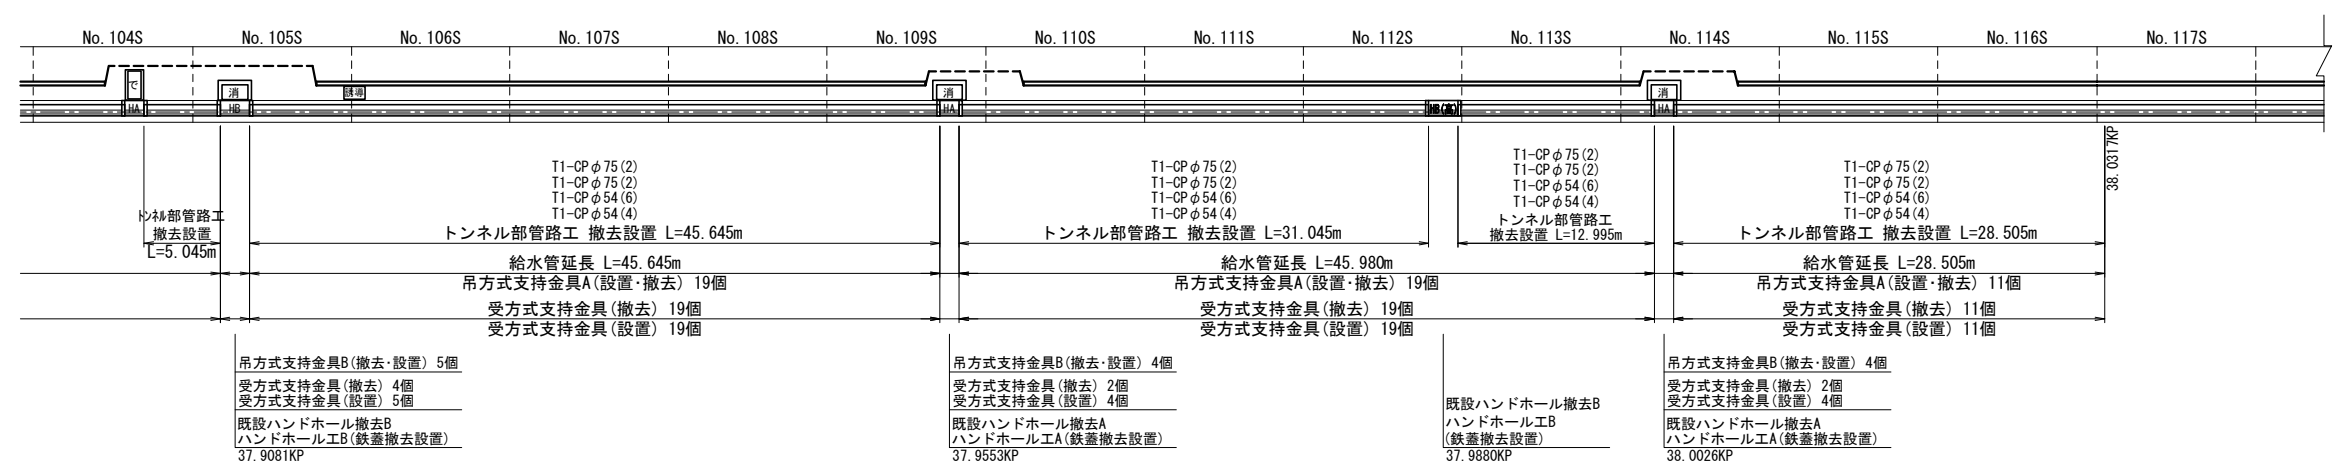 No.104S
No.105S
No.106S
No.107S
No.108S
No.109S
No.110S
No.111S
No.112S
No.113S
No.114S
No.115S
No.116S
No.117S
で
消
誘導
消
消
HA
HB
HA
HB(高)
HA
トンネル部管路工
撤去設置
L=5.045m
T1-CPφ75(2)
T1-CPφ75(2)
T1-CPφ54(6)
T1-CPφ54(4)
トンネル部管路工 撤去設置 L=45.645m
給水管延長 L=45.645m
吊方式支持金具A(設置･撤去) 19個
受方式支持金具(撤去) 19個
受方式支持金具(設置) 19個
T1-CPφ75(2)
T1-CPφ75(2)
T1-CPφ54(6)
T1-CPφ54(4)
トンネル部管路工 撤去設置 L=31.045m
給水管延長 L=45.980m
吊方式支持金具A(設置･撤去) 19個
受方式支持金具(撤去) 19個
受方式支持金具(設置) 19個
T1-CPφ75(2)
T1-CPφ75(2)
T1-CPφ54(6)
T1-CPφ54(4)
トンネル部管路工
撤去設置 L=12.995m
T1-CPφ75(2)
T1-CPφ75(2)
T1-CPφ54(6)
T1-CPφ54(4)
トンネル部管路工 撤去設置 L=28.505m
給水管延長 L=28.505m
吊方式支持金具A(設置･撤去) 11個
受方式支持金具(撤去) 11個
受方式支持金具(設置) 11個
38.0317KP
吊方式支持金具B(撤去･設置) 5個
受方式支持金具(撤去) 4個
受方式支持金具(設置) 5個
既設ハンドホール撤去B
ハンドホール工B(鉄蓋撤去設置)
37.9081KP
吊方式支持金具B(撤去･設置) 4個
受方式支持金具(撤去) 2個
受方式支持金具(設置) 4個
既設ハンドホール撤去A
ハンドホール工A(鉄蓋撤去設置)
37.9553KP
既設ハンドホール撤去B
ハンドホール工B
(鉄蓋撤去設置)
37.9880KP
吊方式支持金具B(撤去･設置) 4個
受方式支持金具(撤去) 2個
受方式支持金具(設置) 4個
既設ハンドホール撤去A
ハンドホール工A(鉄蓋撤去設置)
38.0026KP